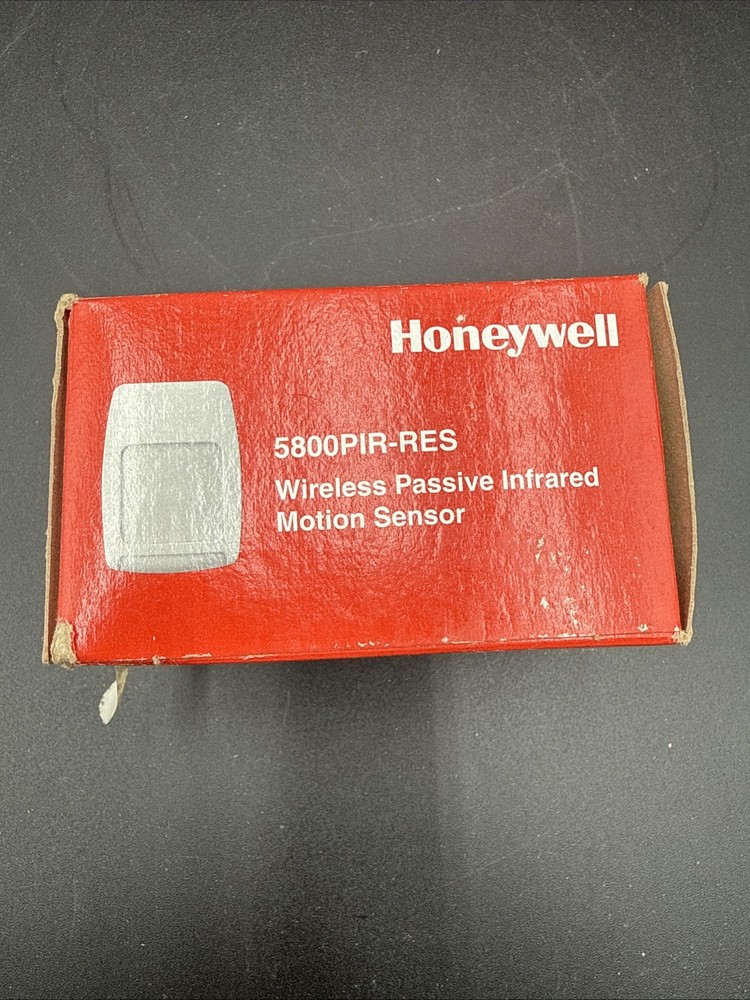 Honeywell
5800PIR-RES
Wireless Passive Infrared
Motion Sensor